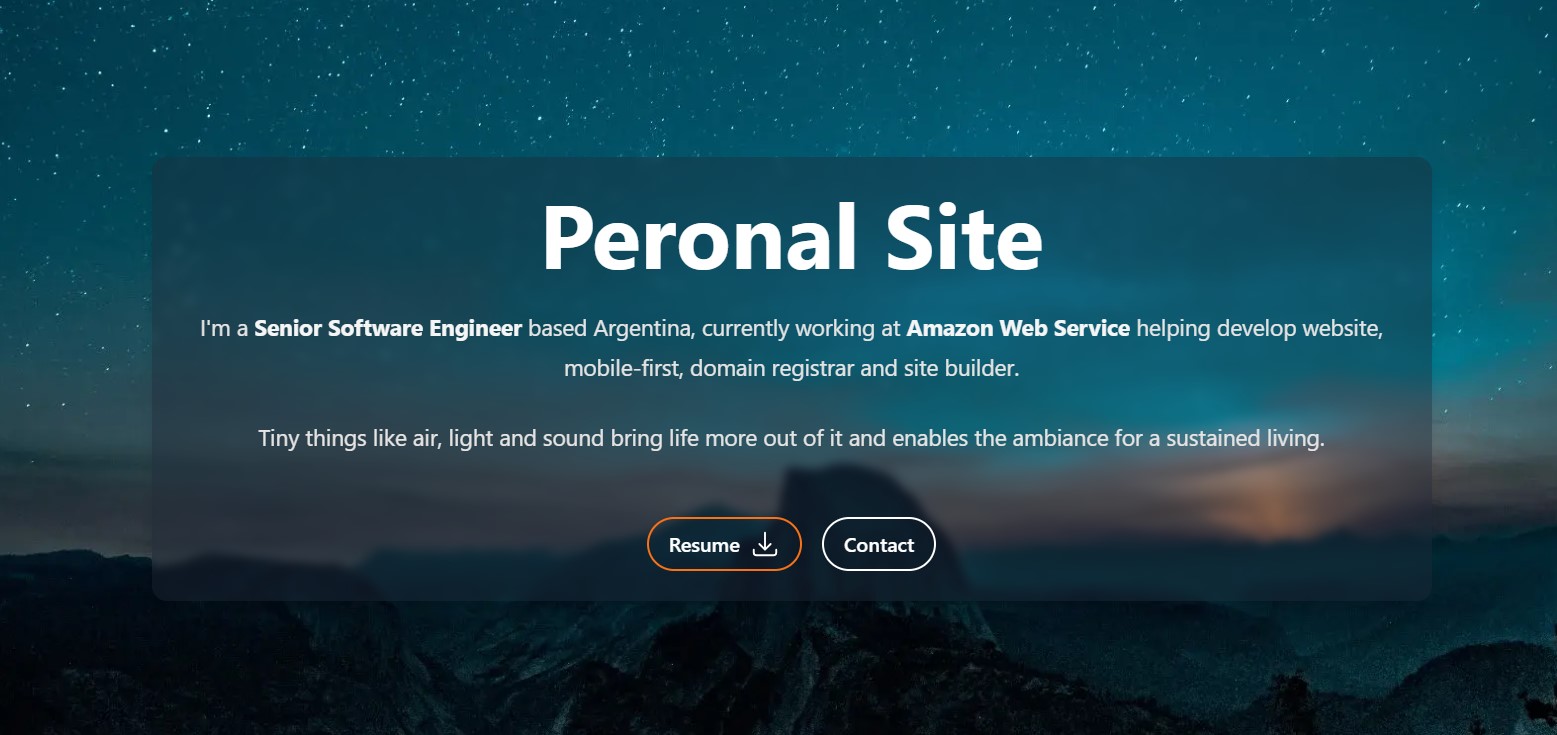 Peronal Site
I'm a Senior Software Engineer based Argentina, currently working at Amazon Web Service helping develop website,
mobile-first, domain registrar and site builder.
Tiny things like air, light and sound bring life more out of it and enables the ambiance for a sustained living.
Resume
Contact